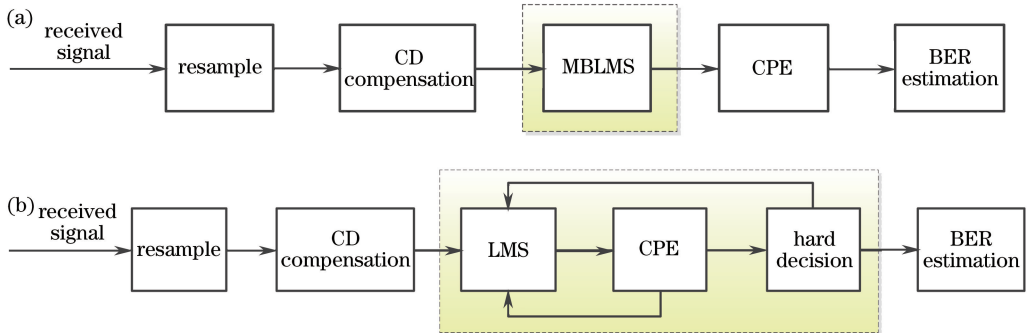 (a)
received
signal
resample
CD
compensation
MBLMS
CPE
BER
estimation
(b)
received
signal
resample
CD
compensation
LMS
CPE
hard
decision
BER
estimation